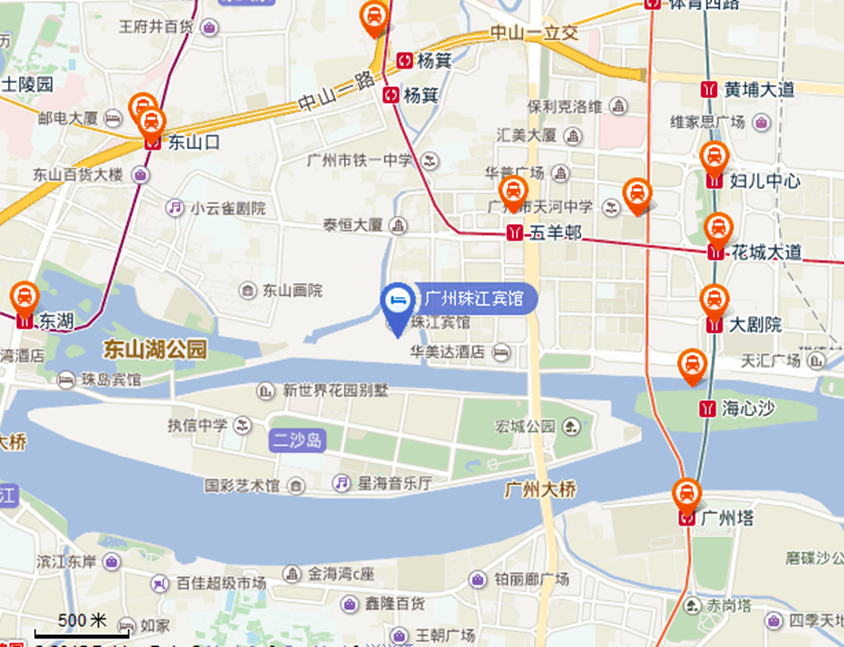 体育西路
王府井百货
中山一立交
杨箕
士陵园
中山一路
黄埔大道
杨箕
保利克洛维
邮电大厦
维家思广场
汇美大厦
东山口
广州市铁一中学
东山百货大楼
华普广场
妇儿中心
小云雀剧院
广州市天河中学
泰恒大厦
五羊邨
花城大道
东山画院
广州珠江宾馆
东湖
珠江宾馆
大剧院
东山湖公园
华美达酒店
湾酒店
天汇广场
珠岛宾馆
新世界花园别墅
海心沙
执信中学
宏城公园
二沙岛
大桥
国彩艺术馆
星海音乐厅
广州大桥
江
广州塔
滨江东岸
磨碟沙公
金海湾c座
百佳超级市场
铂丽廊广场
鑫隆百货
赤岗塔
500 米
如家
四季天地
王朝广场